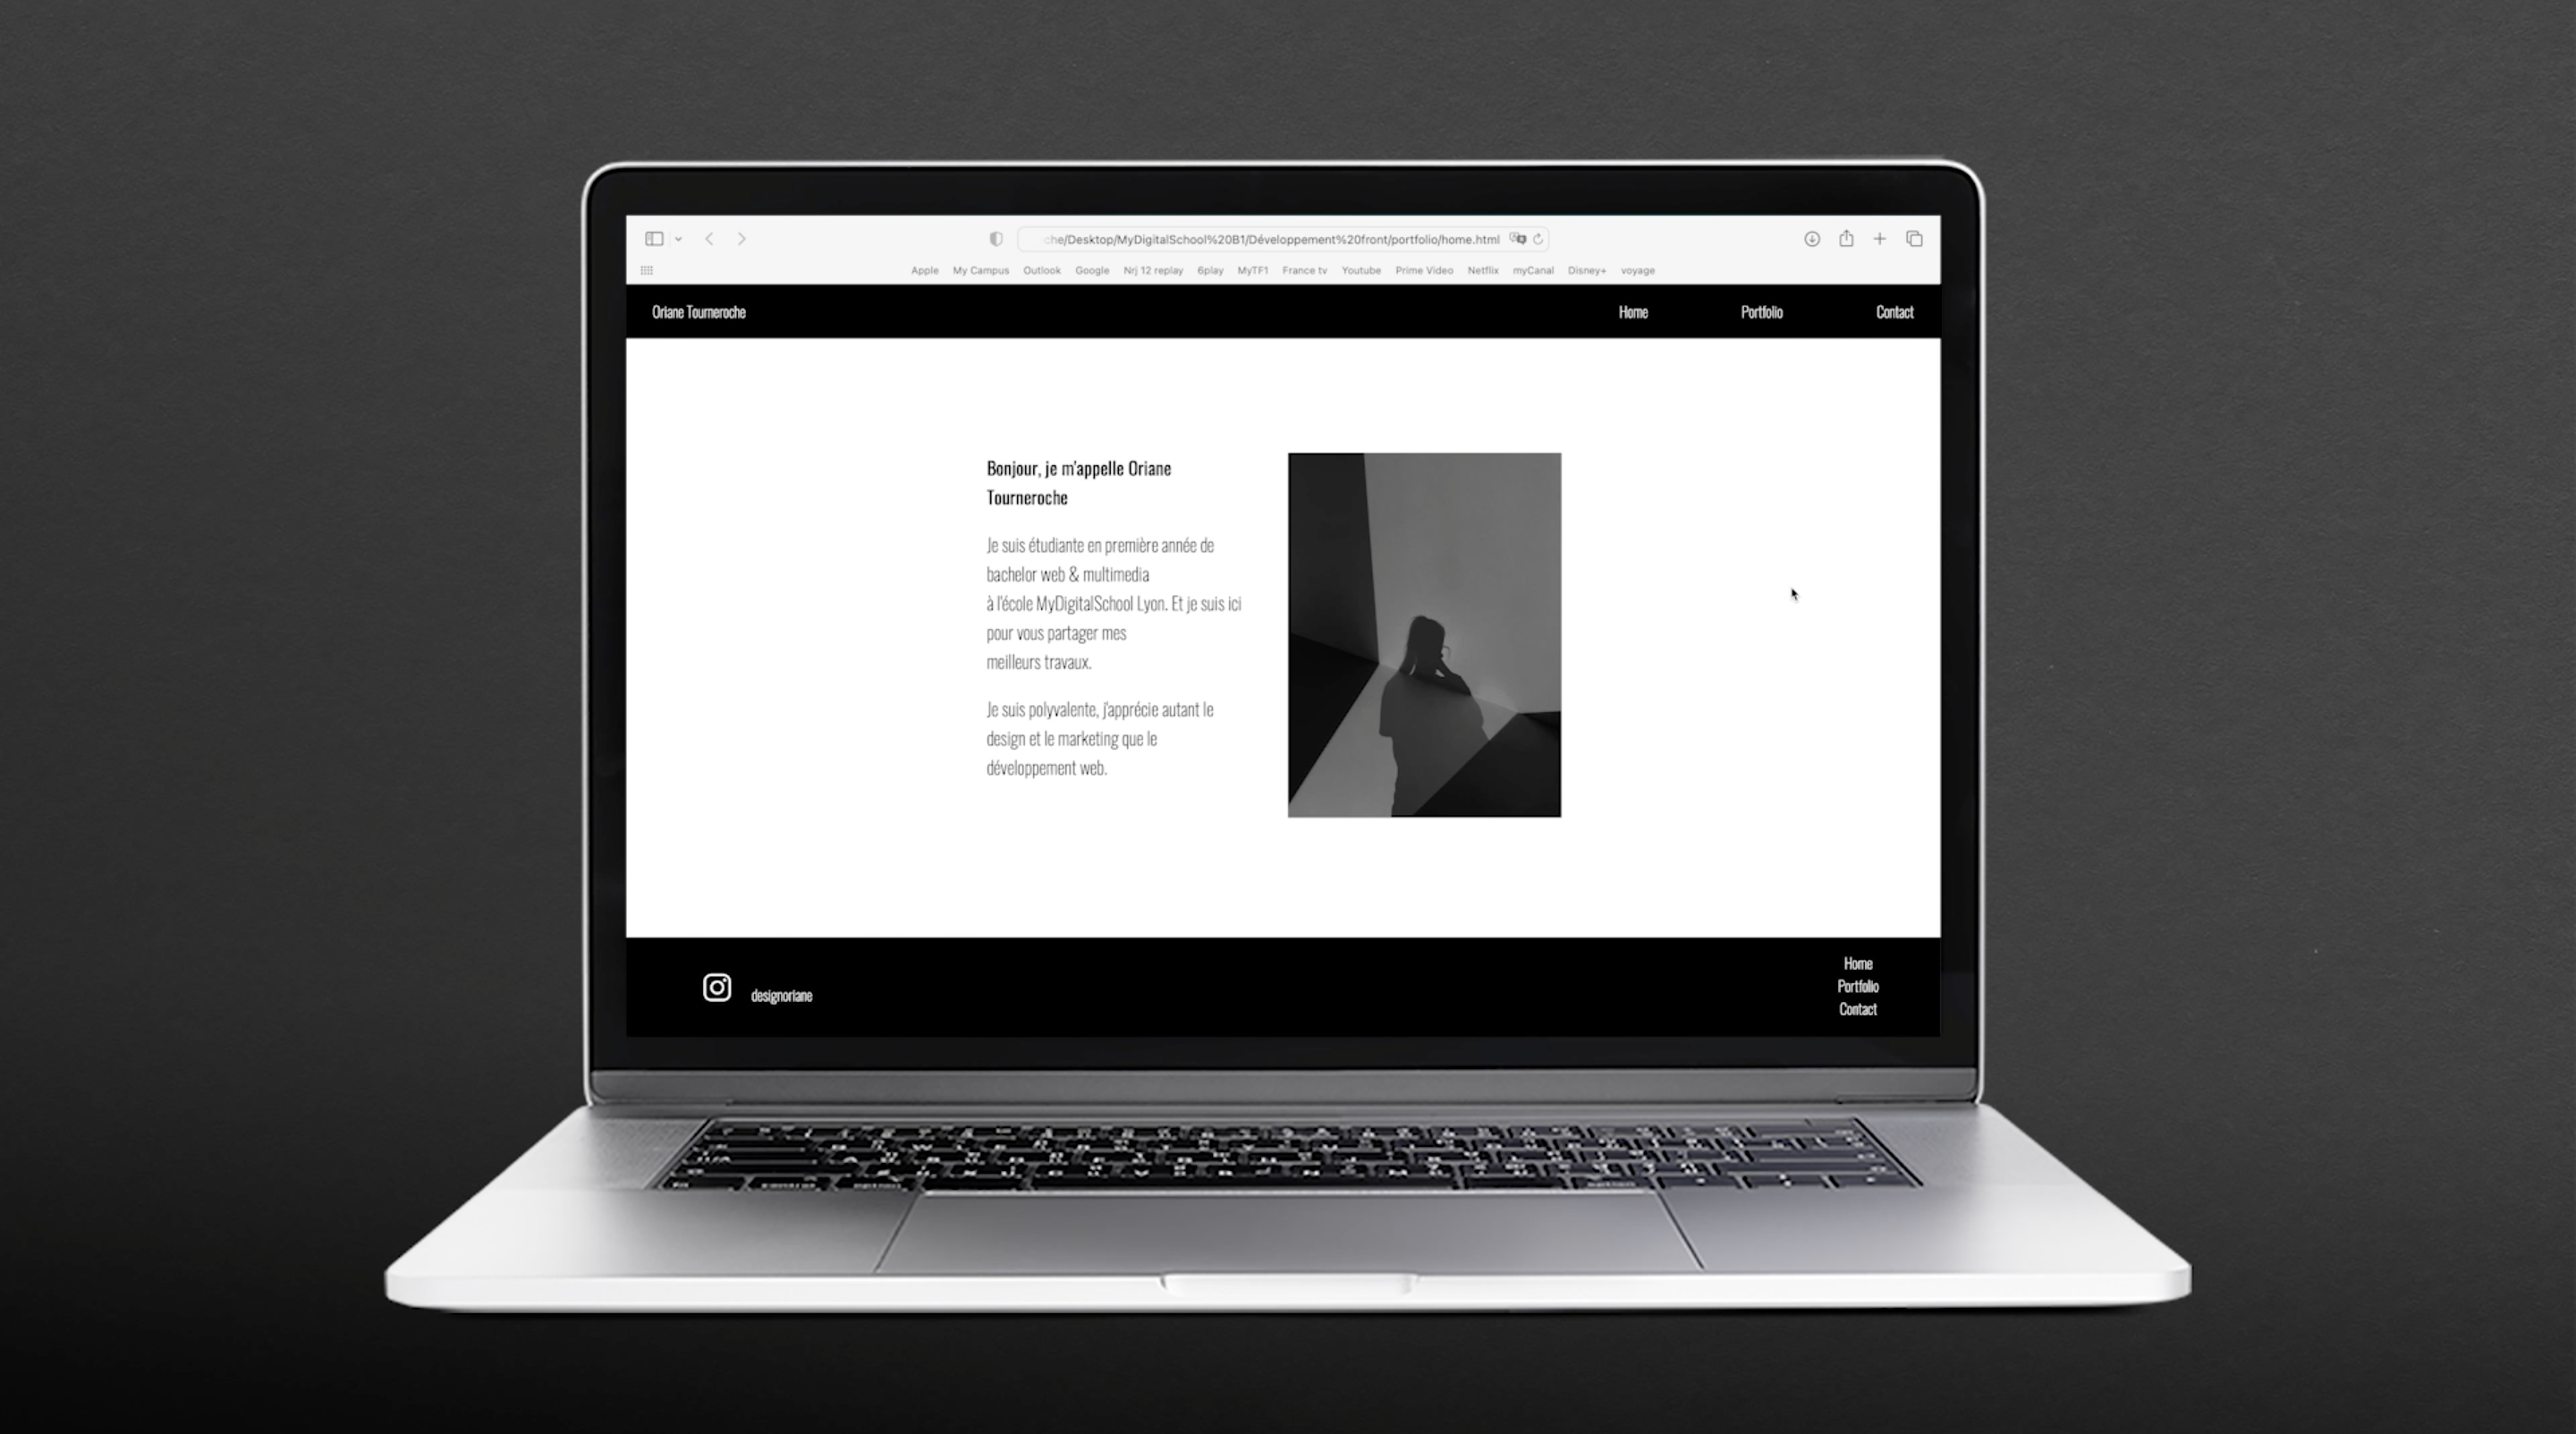 che/Desktop/MyDigitalSchool%20B1/Développement%20front/portfolio/home.html
Apple My Campus Outlook Google Nrj 12 replay 6play MyTF1 France tv Youtube Prime Video Netflix myCanal Disney+ voyage
Oriane Tourneroche Home Portfolio Contact
Bonjour, je m'appelle Oriane
Tourneroche
Je suis étudiante en première année de
bachelor web & multimedia
à l'école MyDigitalSchool Lyon. Et je suis ici
pour vous partager mes
meilleurs travaux.
Je suis polyvalente, j'apprécie autant le
design et le marketing que le
développement web.
designoriane
Home
Portfolio
Contact